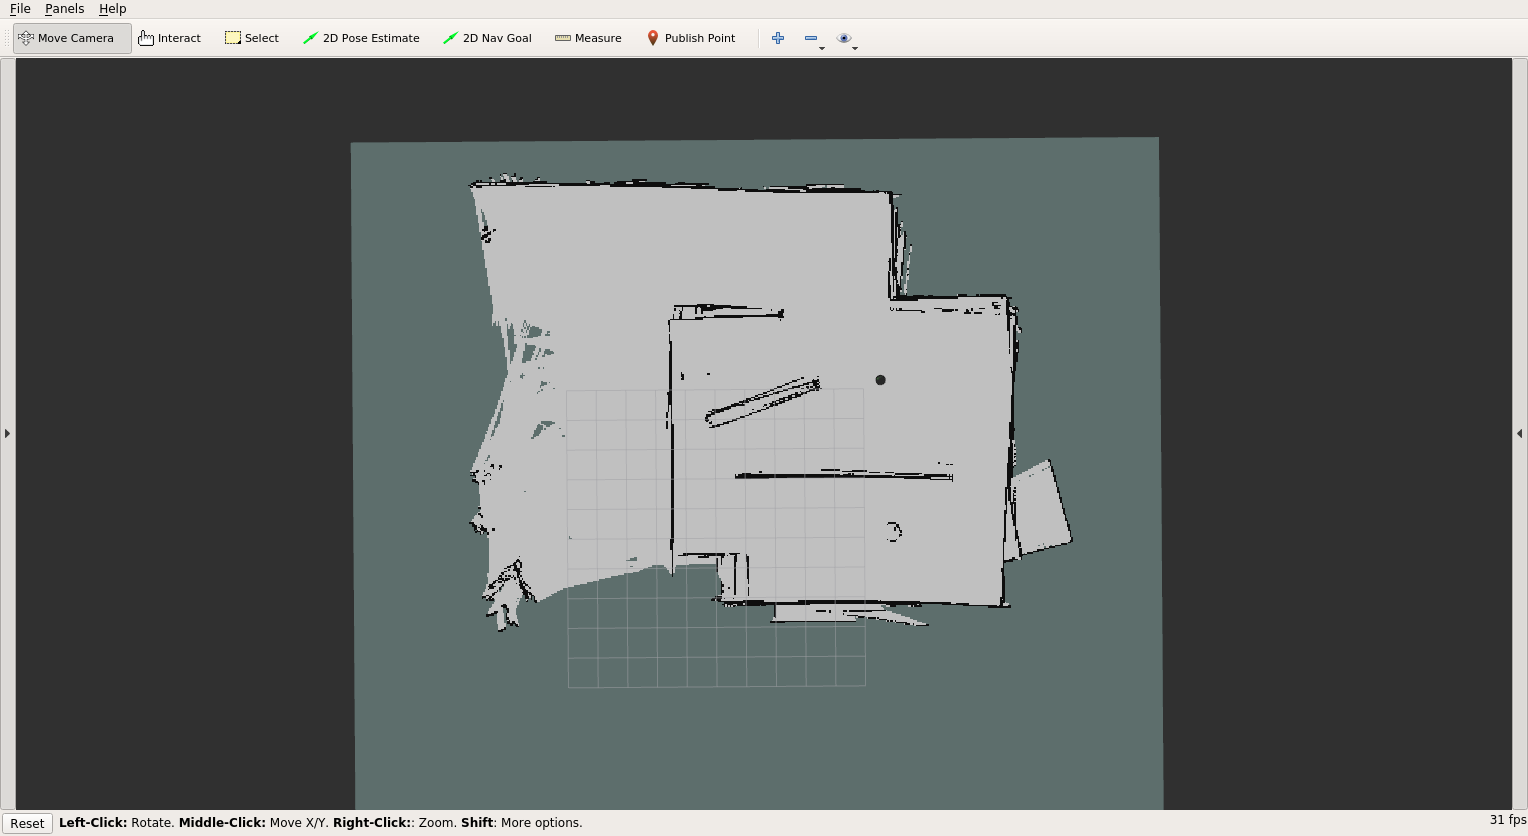 File Panels Help
Move Camera Interact Select 2D Pose Estimate 2D Nav Goal Measure Publish Point
Reset Left-Click: Rotate. Middle-Click: Move X/Y. Right-Click:: Zoom. Shift: More options. 31 fps